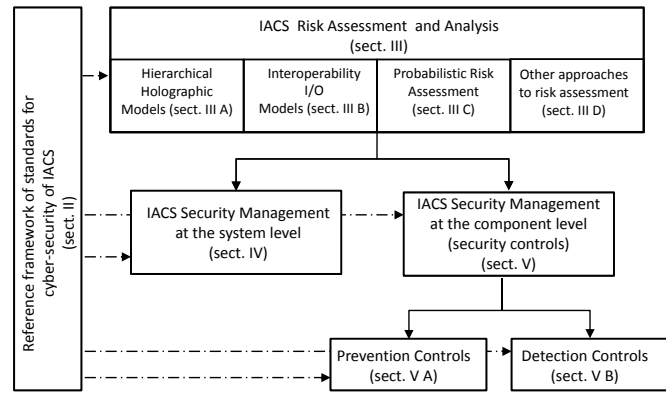 Reference framework of standards for
cyber-security of IACS
(sect. II)
IACS Risk Assessment and Analysis
(sect. III)
Hierarchical
Holographic
Models (sect. III A)
Interoperability
I/O
Models (sect. III B)
Probabilistic Risk
Assessment
(sect. III C)
Other approaches
to risk assessment
(sect. III D)
IACS Security Management
at the system level
(sect. IV)
IACS Security Management
at the component level
(security controls)
(sect. V)
Prevention Controls
(sect. V A)
Detection Controls
(sect. V B)